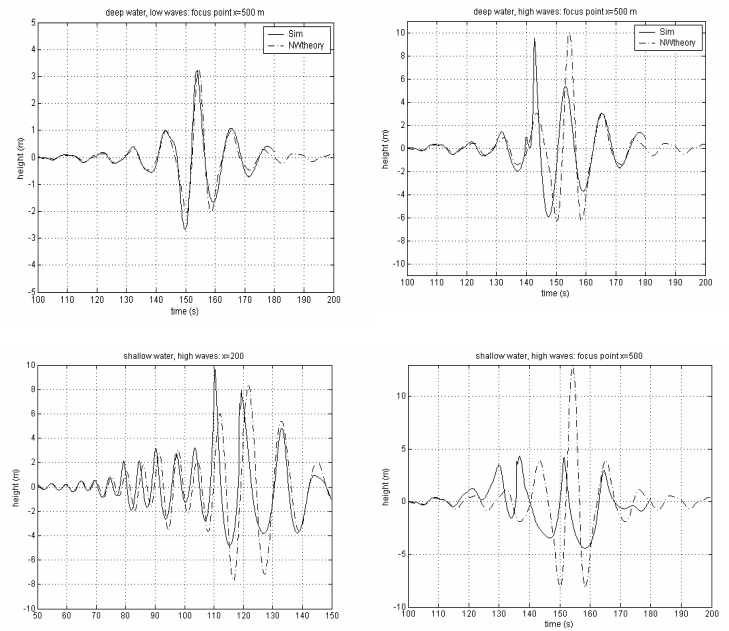 deep water, low waves: focus point x=500 m
5
4
3
2
1
0
-1
-2
-3
-4
-5
height (m)
Sim
NWtheory
100 110 120 130 140 150 160 170 180 190 200
time (s)
deep water, high waves: focus point x=500 m
10
8
6
4
2
0
-2
-4
-6
-8
-10
height (m)
Sim
NWtheory
100 110 120 130 140 150 160 170 180 190 200
time (s)
shallow water, high waves: x=200
10
8
6
4
2
0
-2
-4
-6
-8
-10
height (m)
50 60 70 80 90 100 110 120 130 140 150
shallow water, high waves: focus point x=500
10
5
0
-5
-10
height (m)
100 110 120 130 140 150 160 170 180 190 200
time (s)